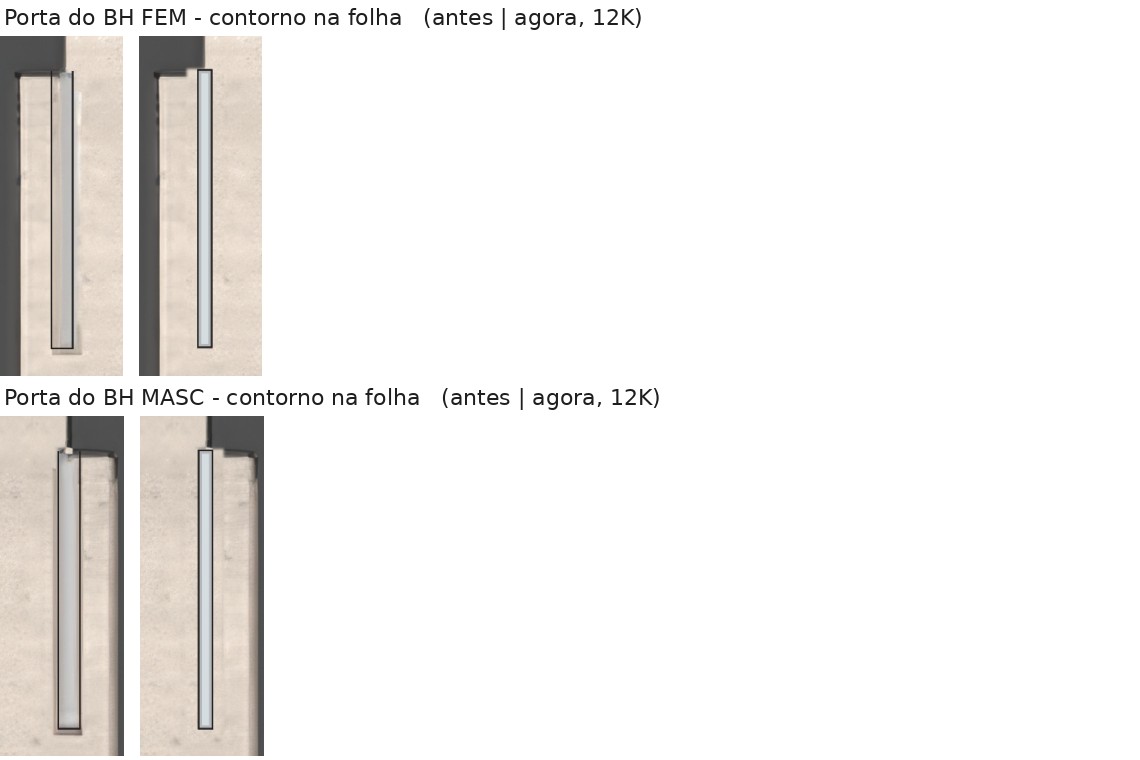 Porta do BH FEM - contorno na folha   (antes | agora, 12K)
Porta do BH MASC - contorno na folha   (antes | agora, 12K)